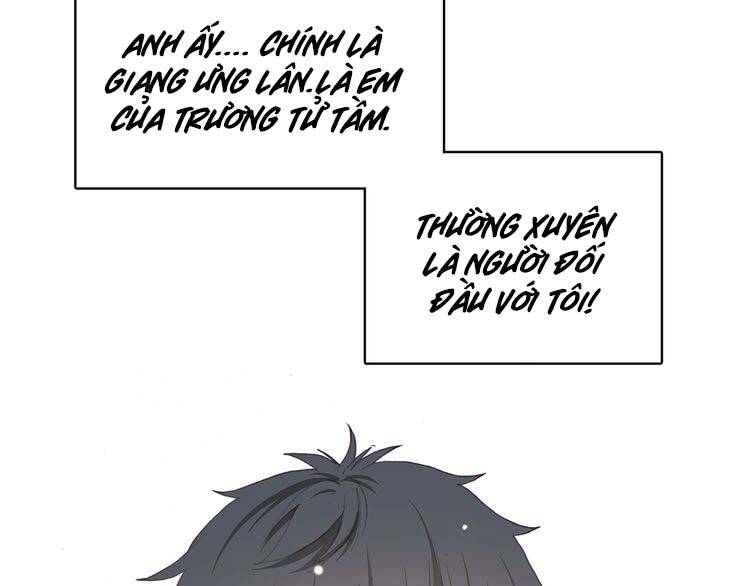 ANH ẤY.... CHÍNH LÀ
GIANG ƯNG LÂN.LÀ EM
CỦA TRƯƠNG TỬ TẦM.
THƯỜNG XUYÊN
LÀ NGƯỜI ĐỐI
ĐẦU VỚI TÔI!